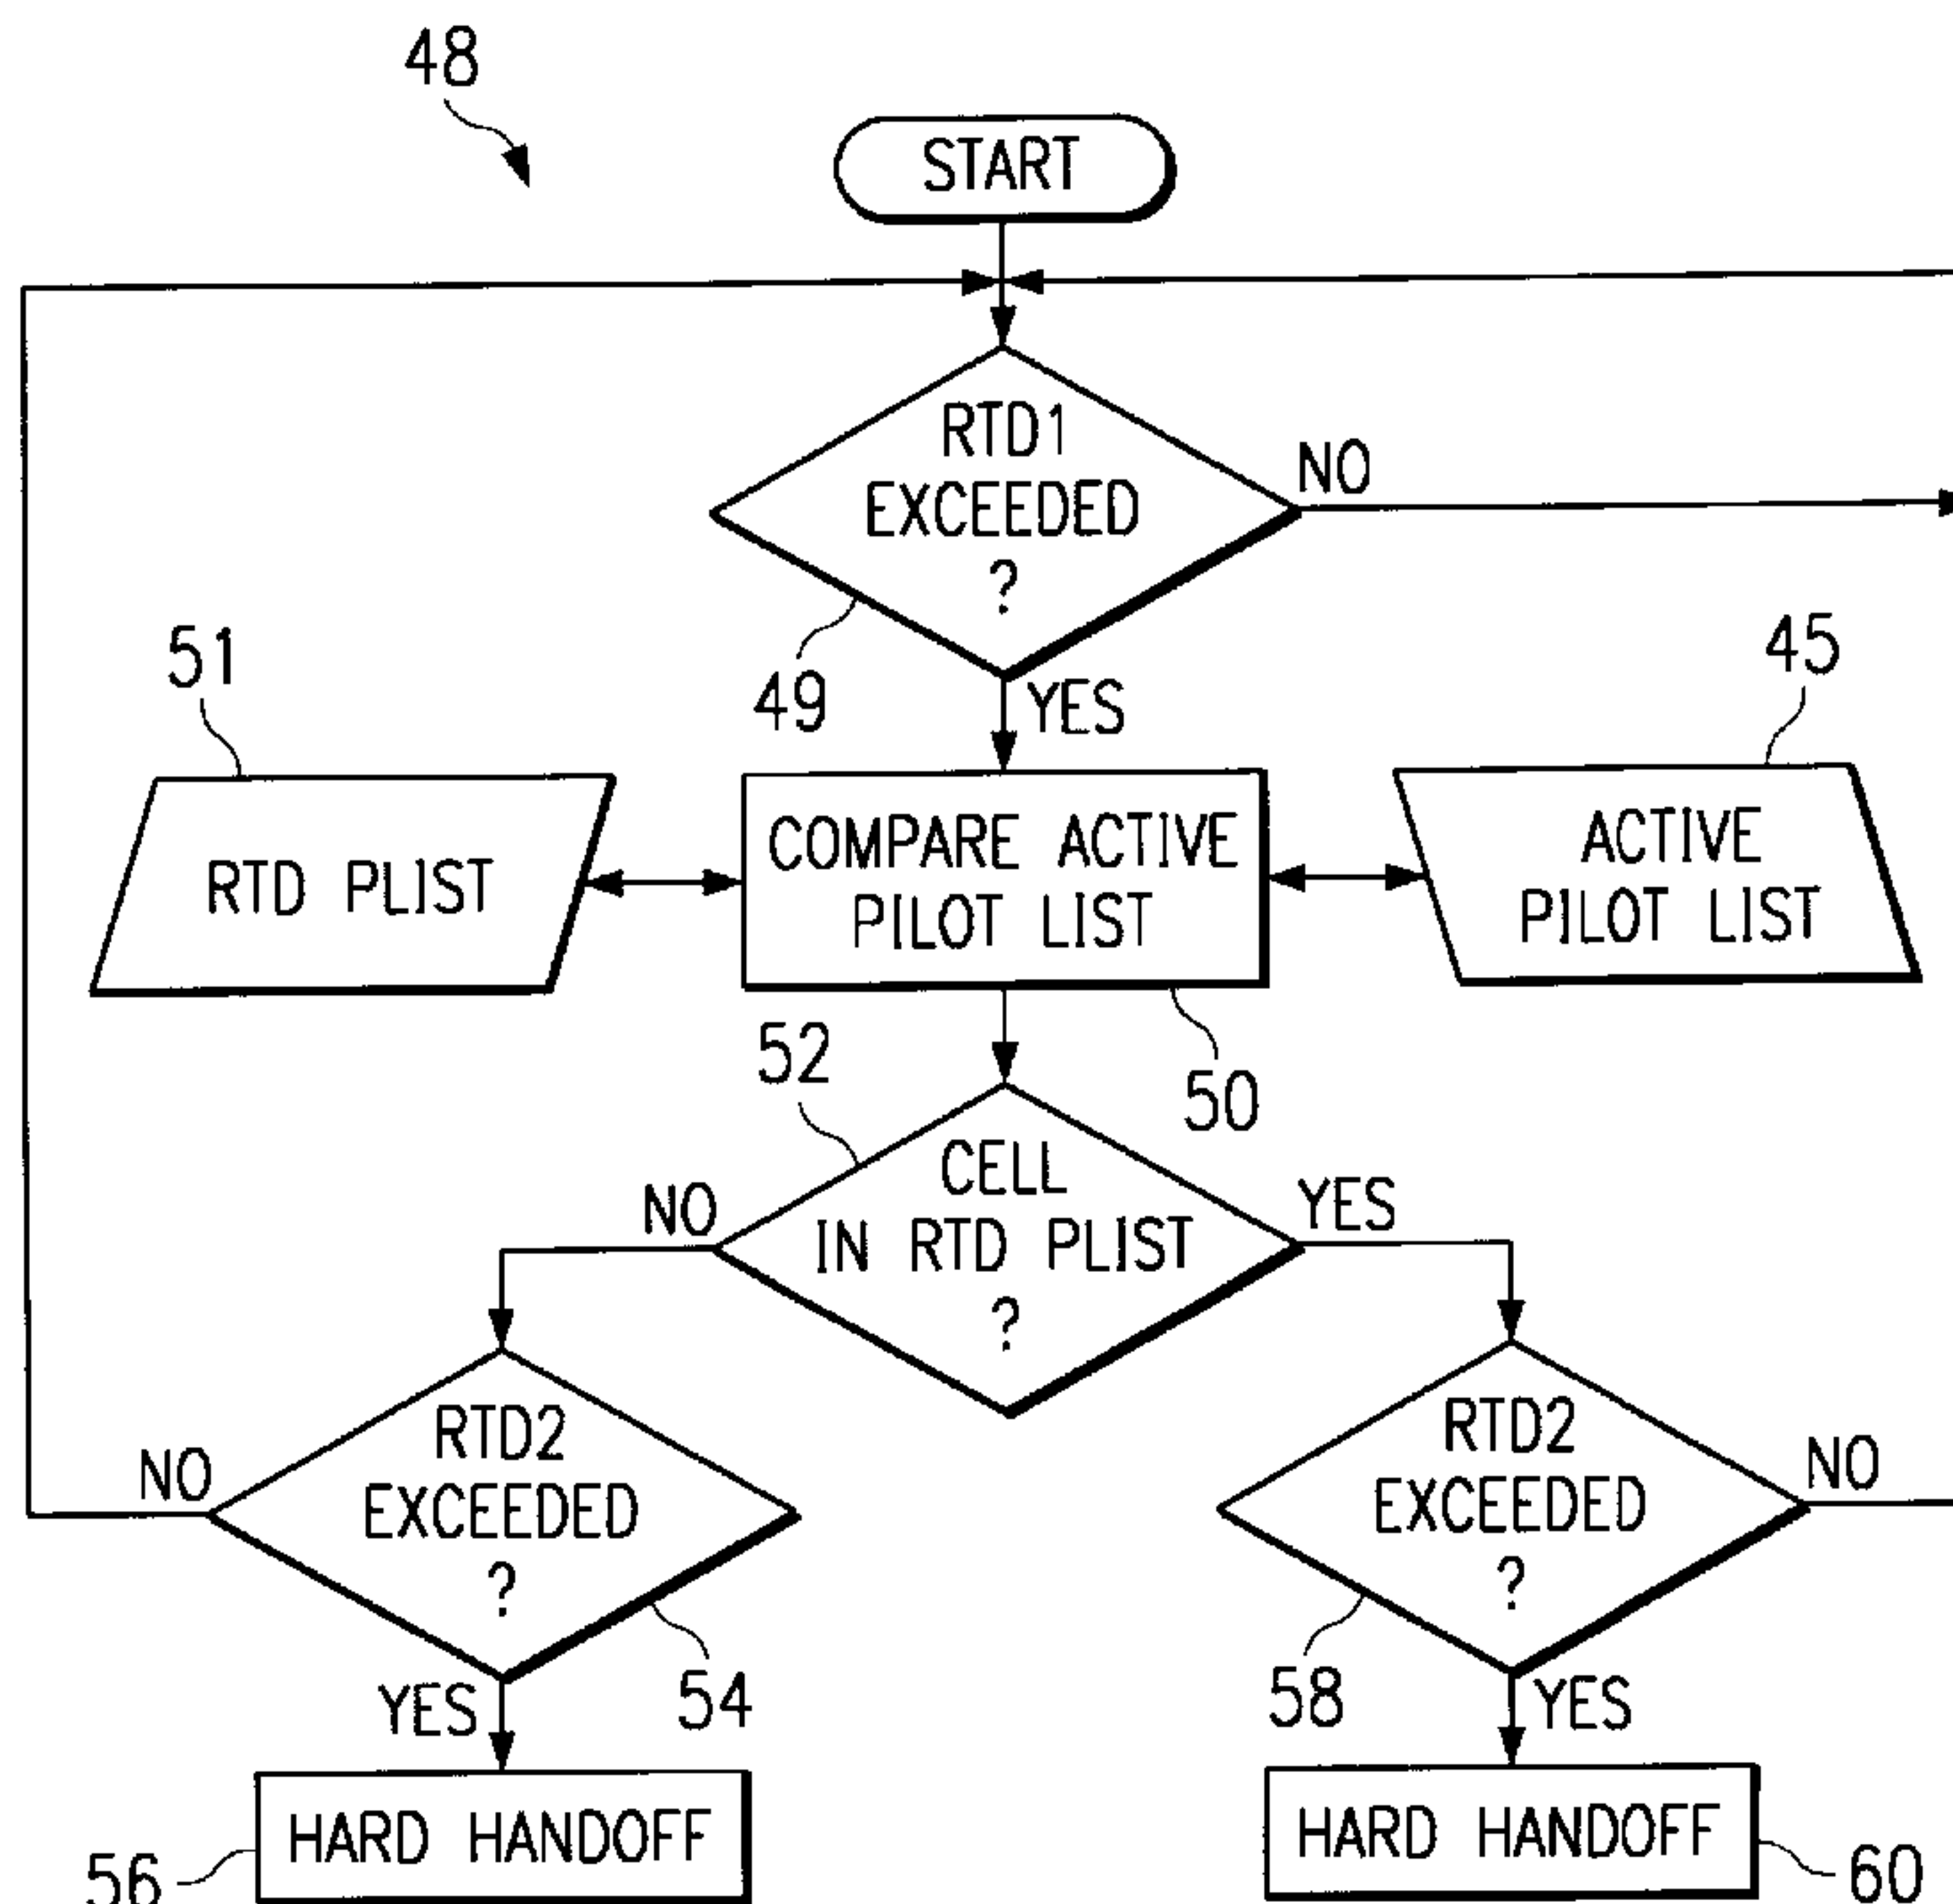 48
START
RTD1
EXCEEDED
?
NO
49
YES
51
RTD PLIST
COMPARE ACTIVE
PILOT LIST
50
45
ACTIVE
PILOT LIST
52
CELL
IN RTD PLIST
?
NO
YES
RTD2
EXCEEDED
?
NO
54
YES
RTD2
EXCEEDED
?
NO
58
YES
HARD HANDOFF
56
HARD HANDOFF
60